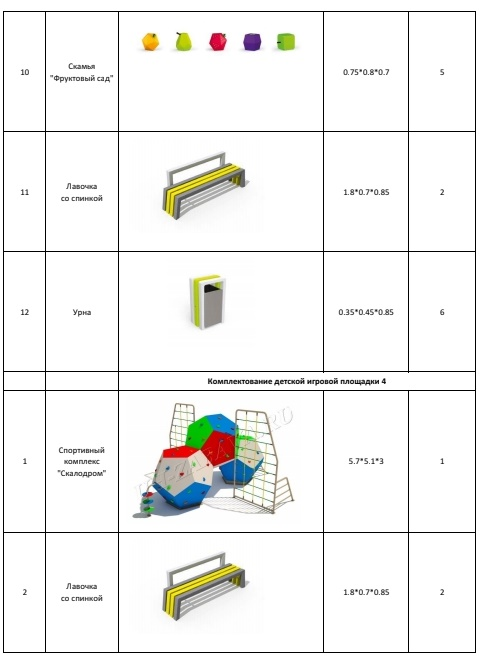 10
Скамья
"Фруктовый сад"
0.75*0.8*0.7
5
11
Лавочка
со спинкой
1.8*0.7*0.85
2
12
Урна
0.35*0.45*0.85
6
Комплектование детской игровой площадки 4
1
Спортивный
комплекс
"Скалодром"
5.7*5.1*3
1
2
Лавочка
со спинкой
1.8*0.7*0.85
2